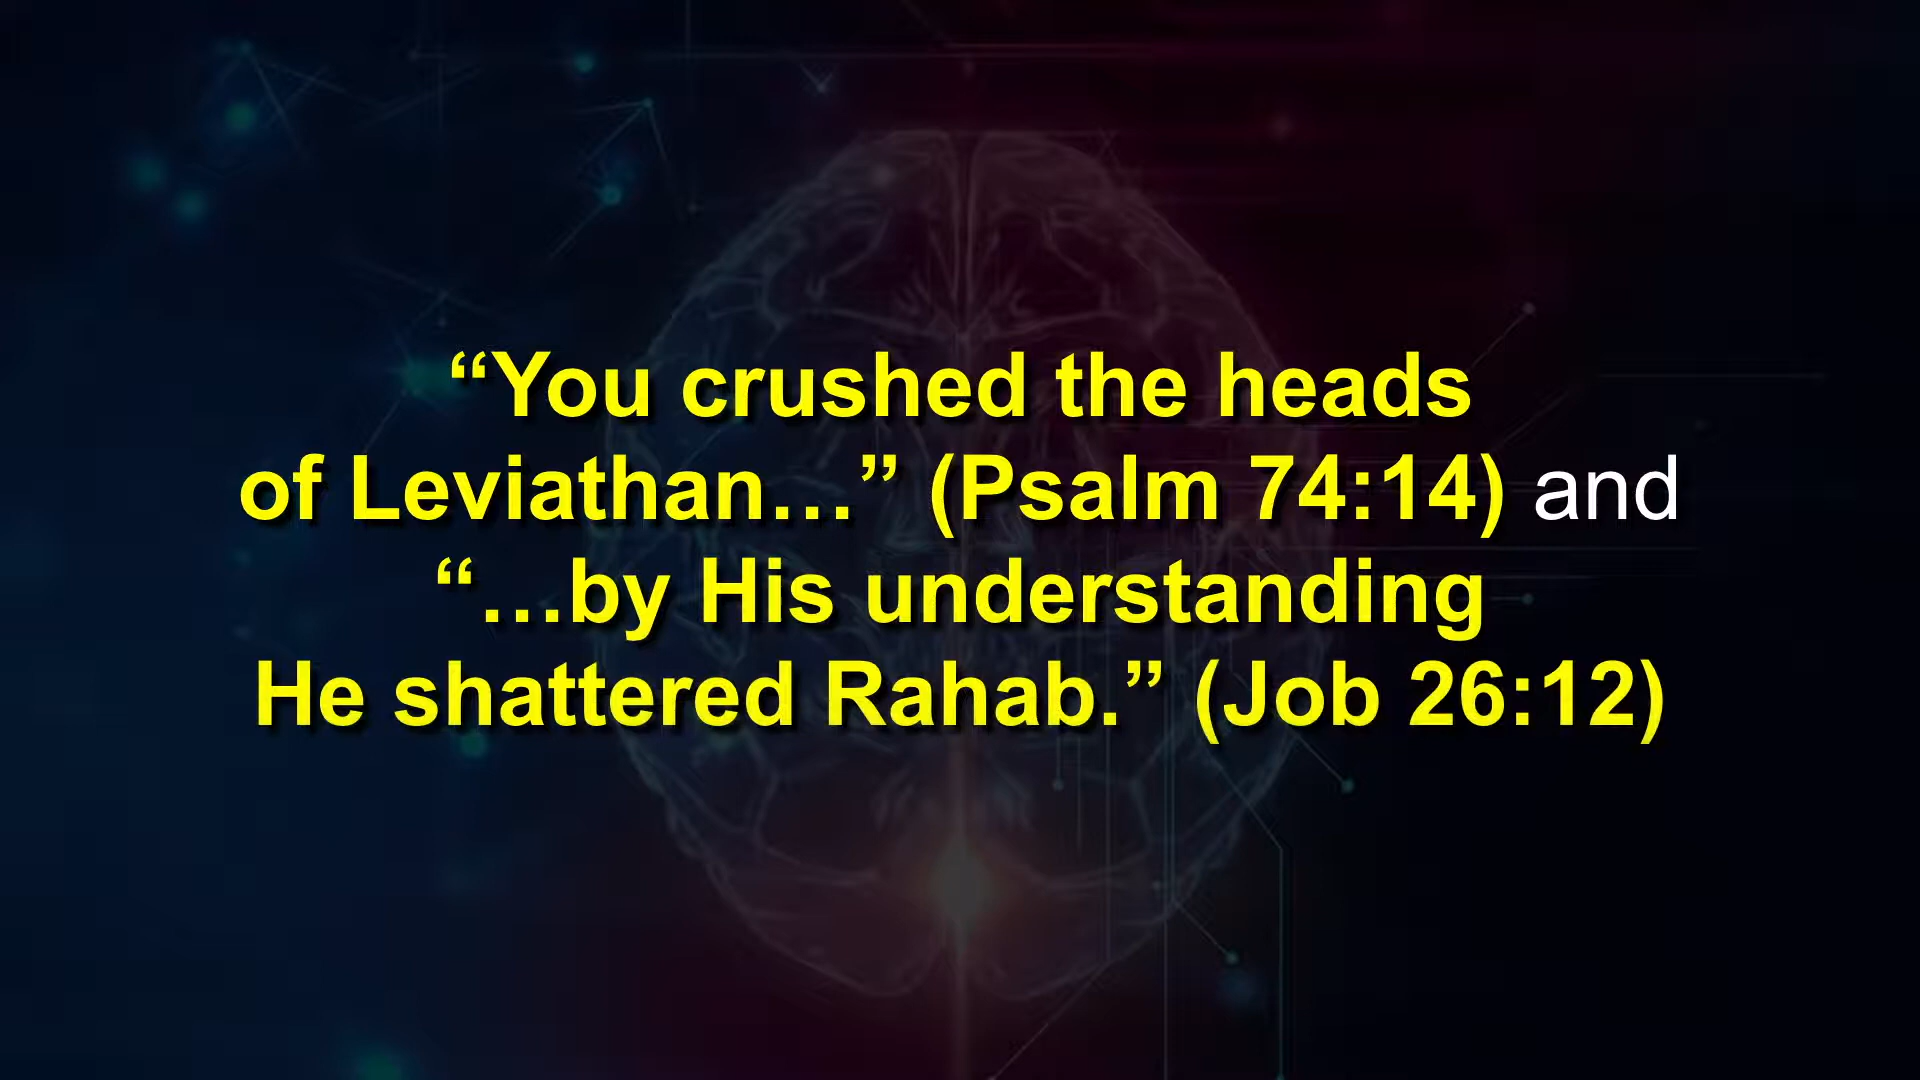 “You crushed the heads
of Leviathan…” (Psalm 74:14) and
“…by His understanding
He shattered Rahab.” (Job 26:12)